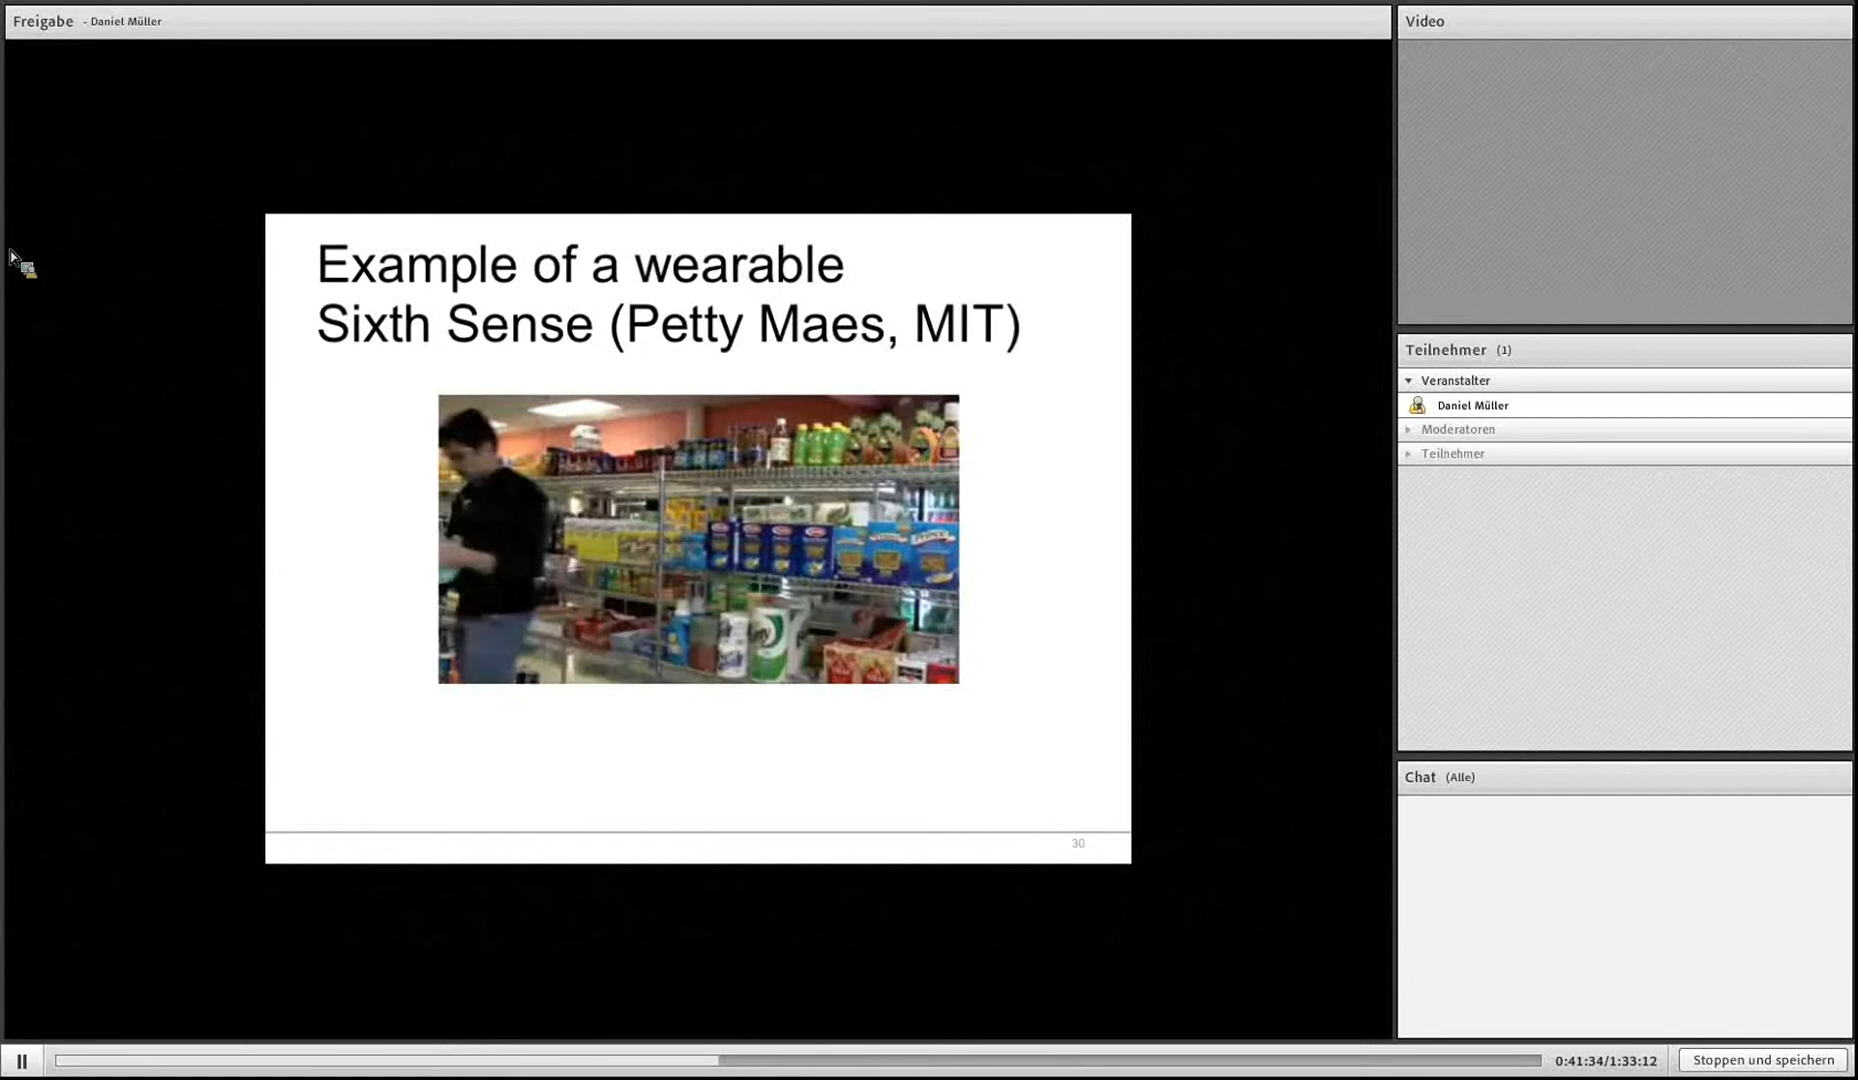 Freigabe - Daniel Müller
Example of a wearable
Sixth Sense (Petty Maes, MIT)
30
Video
Teilnehmer (1)
Veranstalter
Daniel Müller
Moderatoren
Teilnehmer
Chat (Alle)
0:41:34/1:33:12
Stoppen und speichern